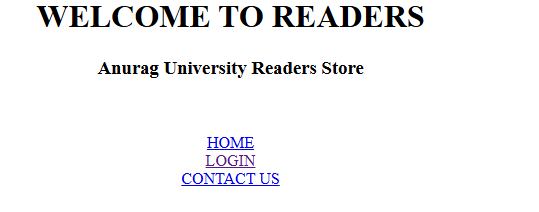 WELCOME TO READERS
Anurag University Readers Store
HOME
LOGIN
CONTACT US